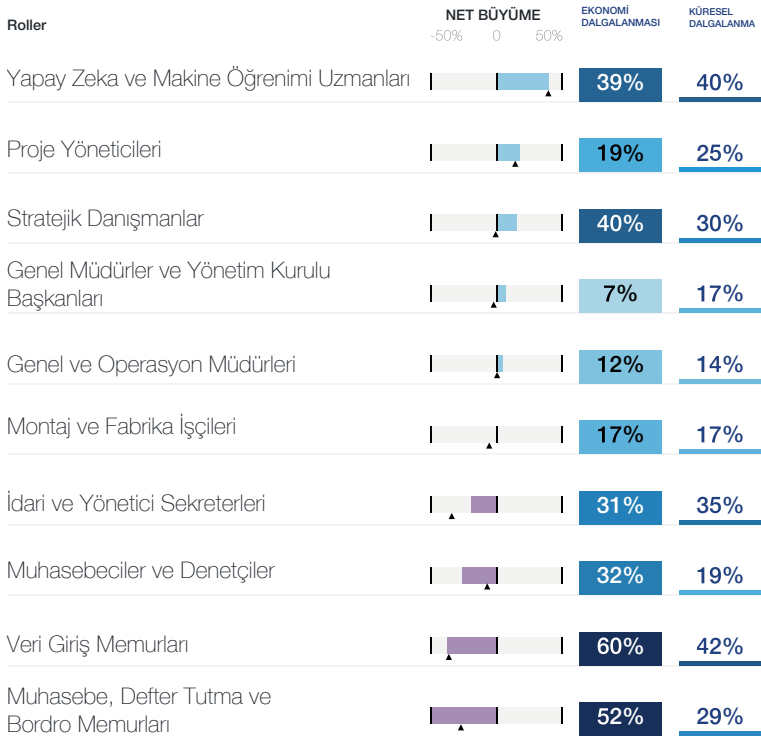 Roller
NET BÜYÜME
-50% 0 50%
EKONOMİ
DALGALANMASI
KÜRESEL
DALGALANMA
Yapay Zeka ve Makine Öğrenimi Uzmanları
39%
40%
Proje Yöneticileri
19%
25%
Stratejik Danışmanlar
40%
30%
Genel Müdürler ve Yönetim Kurulu
Başkanları
7%
17%
Genel ve Operasyon Müdürleri
12%
14%
Montaj ve Fabrika İşçileri
17%
17%
İdari ve Yönetici Sekreterleri
31%
35%
Muhasebeciler ve Denetçiler
32%
19%
Veri Giriş Memurları
60%
42%
Muhasebe, Defter Tutma ve
Bordro Memurları
52%
29%